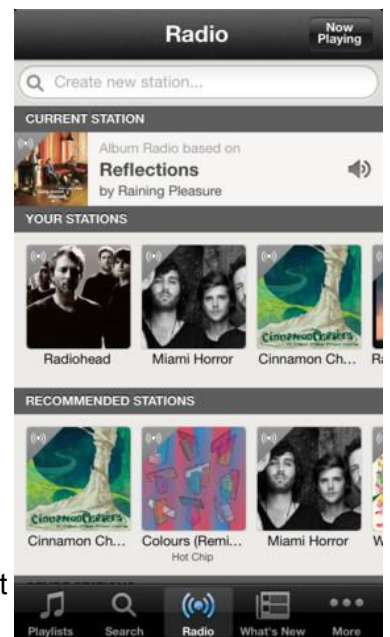 Radio
Now
Playing
Create new station...
CURRENT STATION
Album Radio based on
Reflections
by Raining Pleasure
YOUR STATIONS
Radiohead
Miami Horror
Cinnamon Ch...
RECOMMENDED STATIONS
Cinnamon Ch...
Colours (Remi...
Hot Chip
Miami Horror
Playlists
Search
Radio
What's New
More